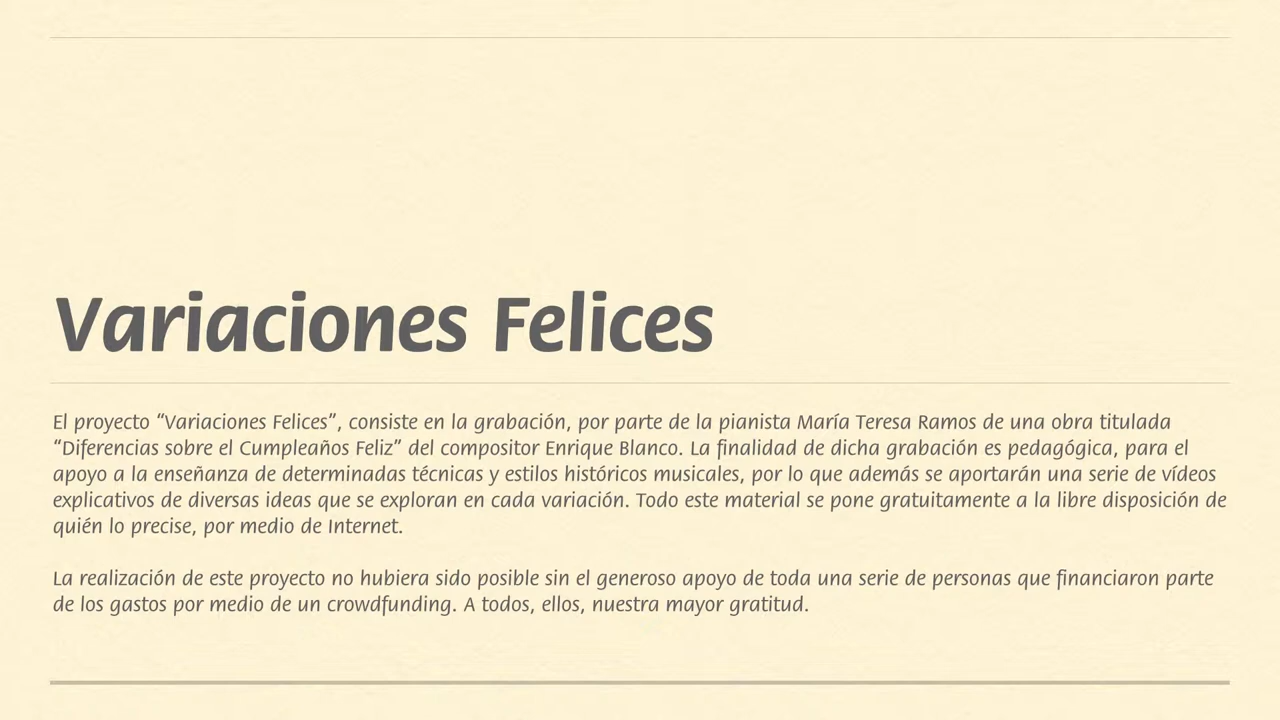 Variaciones Felices
El proyecto “Variaciones Felices”, consiste en la grabación, por parte de la pianista María Teresa Ramos de una obra titulada
“Diferencias sobre el Cumpleaños Feliz” del compositor Enrique Blanco. La finalidad de dicha grabación es pedagógica, para el
apoyo a la enseñanza de determinadas técnicas y estilos históricos musicales, por lo que además se aportarán una serie de vídeos
explicativos de diversas ideas que se exploran en cada variación. Todo este material se pone gratuitamente a la libre disposición de
quién lo precise, por medio de Internet.
La realización de este proyecto no hubiera sido posible sin el generoso apoyo de toda una serie de personas que financiaron parte
de los gastos por medio de un crowdfunding. A todos, ellos, nuestra mayor gratitud.